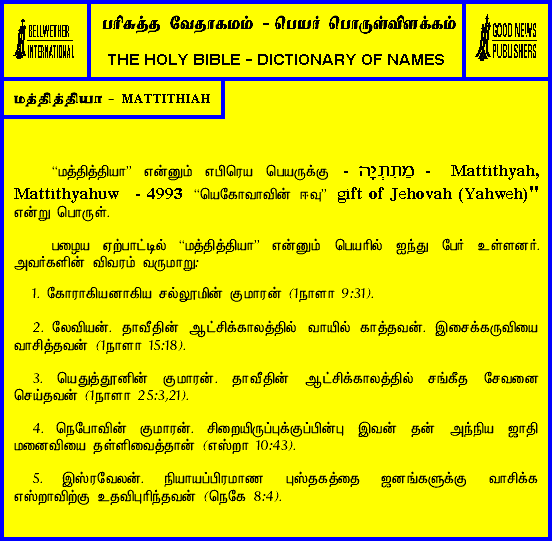 BELLWETHER
INTERNATIONAL
பரிசுத்த வேதாகமம் - பெயர் பொருள்விளக்கம்
THE HOLY BIBLE - DICTIONARY OF NAMES
GOOD NEWS
PUBLISHERS
மத்தித்தியா - MATTITHIAH
“மத்தித்தியா” என்னும் எபிரெய பெயருக்கு - מַתִּתְיָה - Mattithyah,
Mattithyahuw - 4993 “யெகோவாவின் ஈவு” gift of Jehovah (Yahweh)"
என்று பொருள்.
பழைய ஏற்பாட்டில் “மத்தித்தியா” என்னும் பெயரில் ஐந்து பேர் உள்ளனர்.
அவர்களின் விவரம் வருமாறு:
1. கோராகியனாகிய சல்லூமின் குமாரன் (1நாளா 9:31).
2. லேவியன். தாவீதின் ஆட்சிக்காலத்தில் வாயில் காத்தவன். இசைக்கருவியை
வாசித்தவன் (1நாளா 15:18).
3. யெதுத்தூனின் குமாரன். தாவீதின் ஆட்சிக்காலத்தில் சங்கீத சேவனை
செய்தவன் (1நாளா 25:3,21).
4. நெபோவின் குமாரன். சிறையிருப்புக்குப்பின்பு இவன் தன் அந்நிய ஜாதி
மனைவியை தள்ளிவைத்தான் (எஸ்றா 10:43).
5. இஸ்ரவேலன். நியாயப்பிரமாண புஸ்தகத்தை ஜனங்களுக்கு வாசிக்க
எஸ்றாவிற்கு உதவிபுரிந்தவன் (நெகே 8:4).